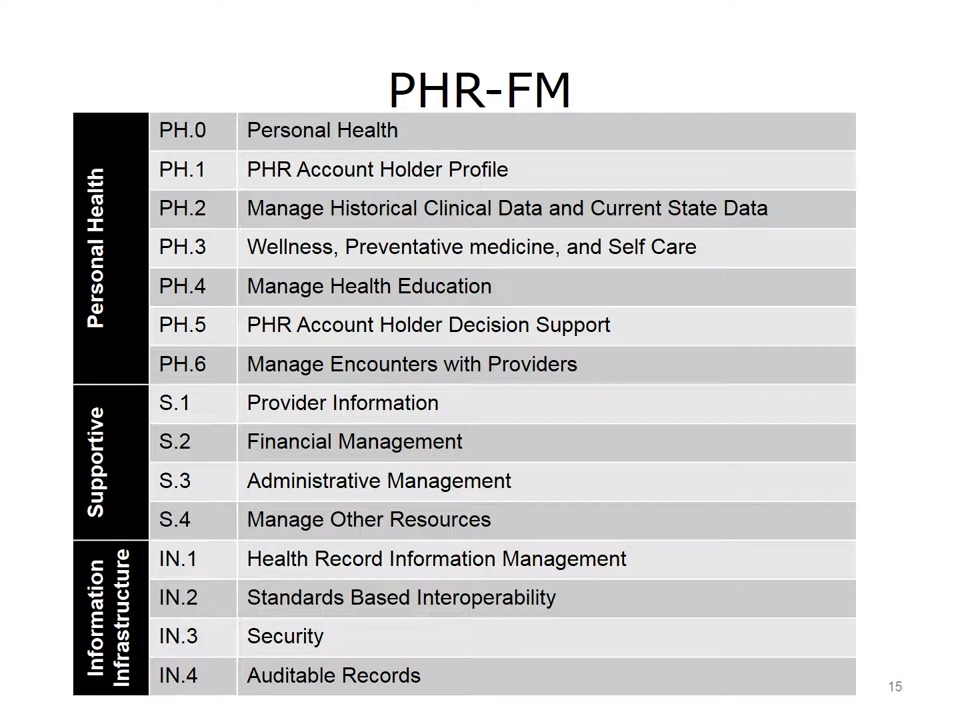 PHR-FM
Personal Health
PH.0 Personal Health
PH.1 PHR Account Holder Profile
PH.2 Manage Historical Clinical Data and Current State Data
PH.3 Wellness, Preventative medicine, and Self Care
PH.4 Manage Health Education
PH.5 PHR Account Holder Decision Support
PH.6 Manage Encounters with Providers
Supportive
S.1 Provider Information
S.2 Financial Management
S.3 Administrative Management
S.4 Manage Other Resources
Information
Infrastructure
IN.1 Health Record Information Management
IN.2 Standards Based Interoperability
IN.3 Security
IN.4 Auditable Records
15